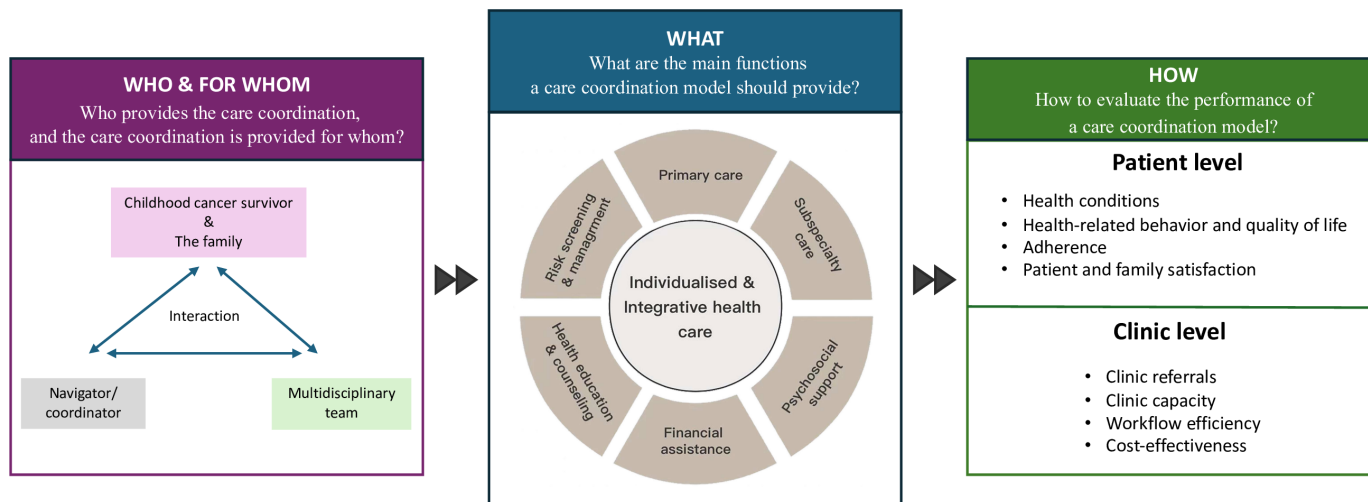 WHO & FOR WHOM
Who provides the care coordination,
and the care coordination is provided for whom?
Childhood cancer survivor
&
The family
Interaction
Navigator/
coordinator
Multidisciplinary
team
WHAT
What are the main functions
a care coordination model should provide?
Primary care
Subspecialty
care
Psychosocial
support
Financial
assistance
Health education
& counseling
Risk screening
& managrment
Individualised &
Integrative health
care
HOW
How to evaluate the performance of
a care coordination model?
Patient level
• Health conditions
• Health-related behavior and quality of life
• Adherence
• Patient and family satisfaction
Clinic level
• Clinic referrals
• Clinic capacity
• Workflow efficiency
• Cost-effectiveness